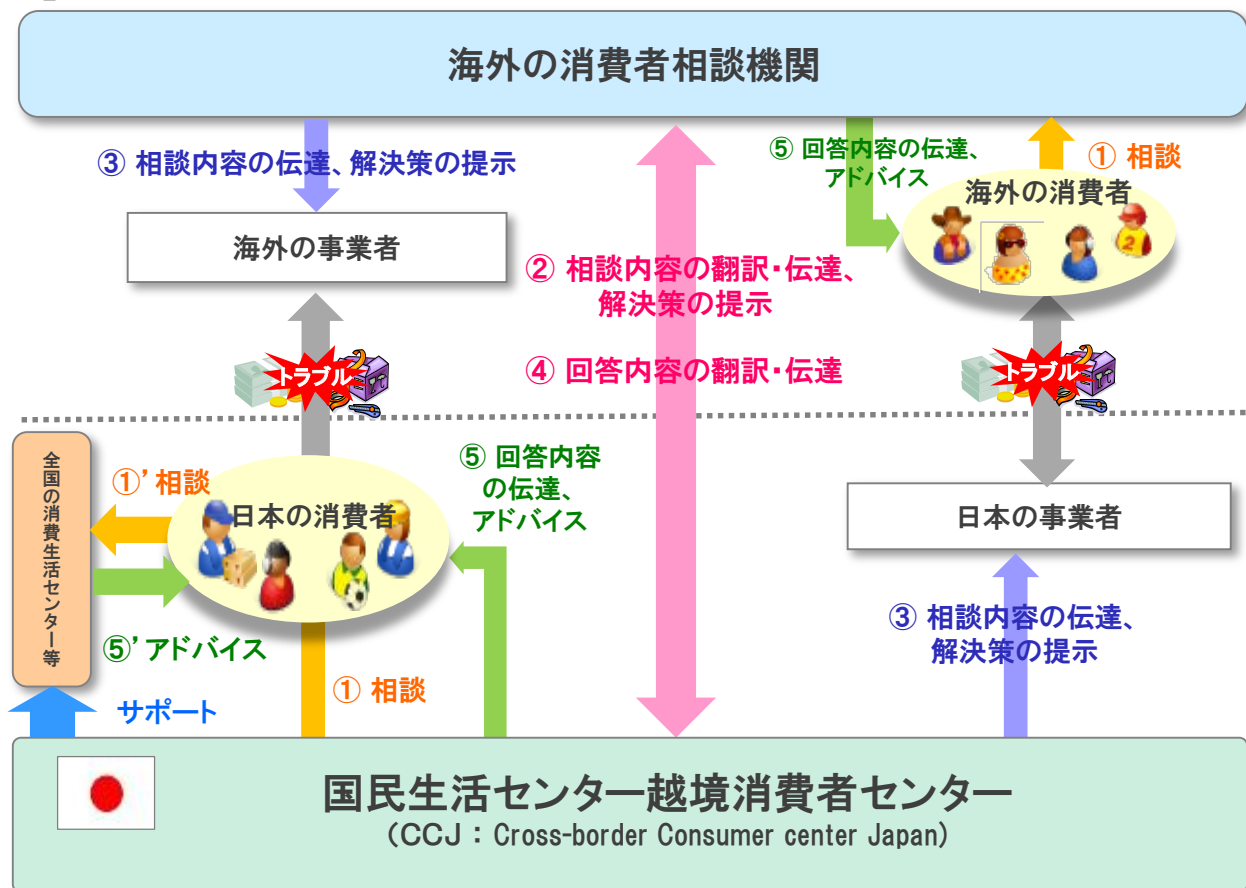 海外の消費者相談機関
③ 相談内容の伝達、解決策の提示
⑤ 回答内容の伝達、
アドバイス
① 相談
海外の消費者
2
海外の事業者
② 相談内容の翻訳・伝達、
解決策の提示
④ 回答内容の翻訳・伝達
トラブル
トラブル
全国の消費生活センター等
①’ 相談
日本の消費者
⑤ 回答内容
の伝達、
アドバイス
日本の事業者
⑤’ アドバイス
③ 相談内容の伝達、
解決策の提示
① 相談
サポート
国民生活センター越境消費者センター
(CCJ : Cross-border Consumer center Japan)